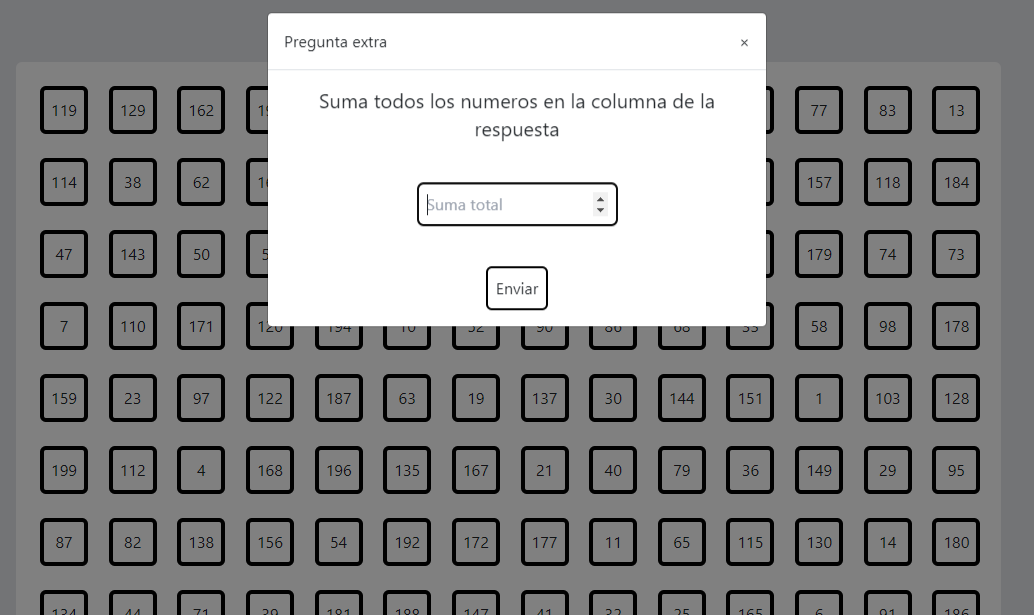 Pregunta extra ×
Suma todos los numeros en la columna de la
respuesta
Suma total
Enviar
119 129 162 77 83 13
114 38 62 157 118 184
47 143 50 179 74 73
7 110 171 120 194 10 52 90 86 68 58 98 178
159 23 97 122 187 63 19 137 30 144 151 1 103 128
199 112 4 168 196 135 167 21 40 79 36 149 29 95
87 82 138 156 54 192 172 177 11 65 115 130 14 180
134 44 71 39 181 188 147 41 32 25 165 6 91 186